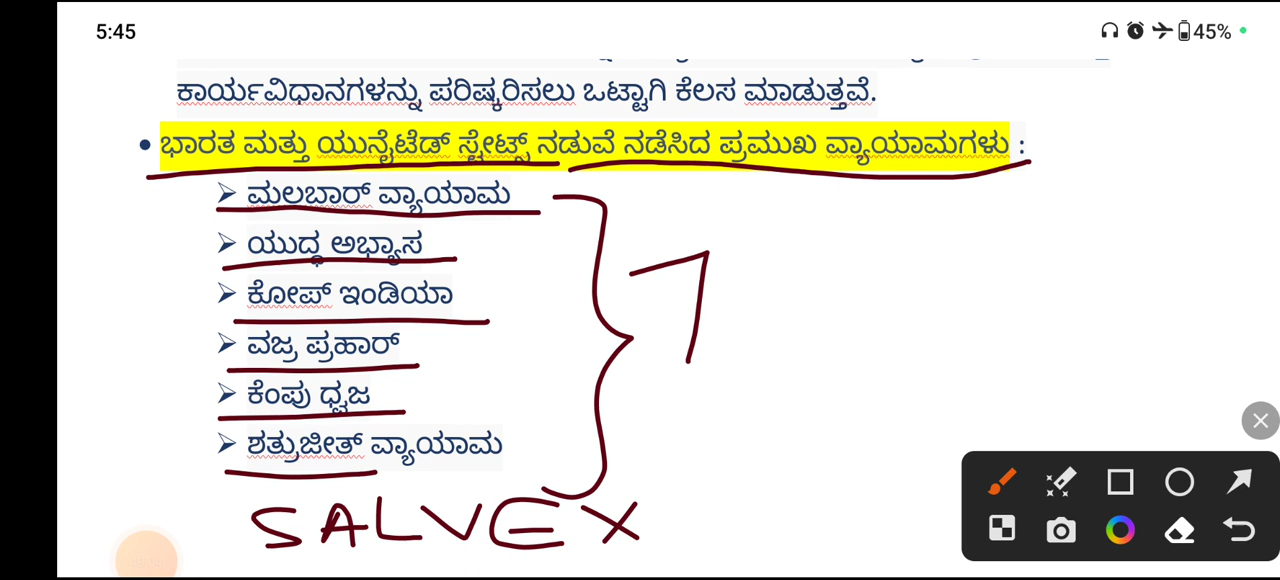 5:45 45%
ಕಾರ್ಯವಿಧಾನಗಳನ್ನು ಪರಿಷ್ಕರಿಸಲು ಒಟ್ಟಾಗಿ ಕೆಲಸ ಮಾಡುತ್ತವೆ.
• ಭಾರತ ಮತ್ತು ಯುನೈಟೆಡ್ ಸ್ಟೇಟ್ಸ್ ನಡುವೆ ನಡೆಸಿದ ಪ್ರಮುಖ ವ್ಯಾಯಾಮಗಳು :
➢ ಮಲಬಾರ್ ವ್ಯಾಯಾಮ
➢ ಯುದ್ಧ ಅಭ್ಯಾಸ
➢ ಕೋಪ್ ಇಂಡಿಯಾ
➢ ವಜ್ರ ಪ್ರಹಾರ್
➢ ಕೆಂಪು ಧ್ವಜ
➢ ಶತ್ರುಜೀತ್ ವ್ಯಾಯಾಮ
7
SALVEX